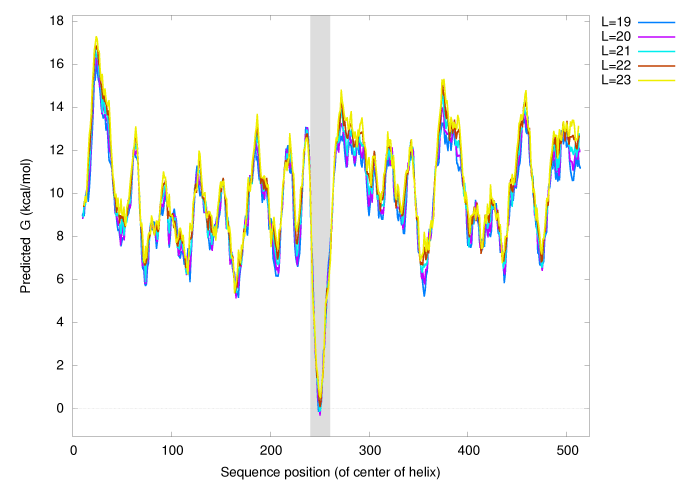 18
16
14
12
10
8
6
4
2
0
Predicted G (kcal/mol)
0
100
200
300
400
500
Sequence position (of center of helix)
L=19
L=20
L=21
L=22
L=23